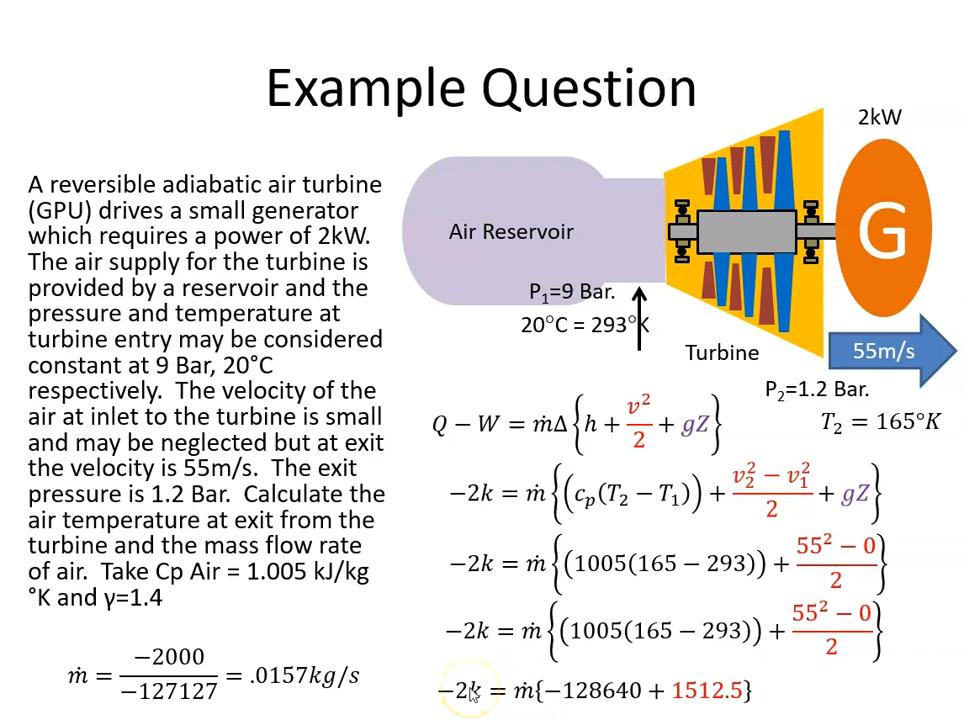 Example Question
A reversible adiabatic air turbine
(GPU) drives a small generator
which requires a power of 2kW.
The air supply for the turbine is
provided by a reservoir and the
pressure and temperature at
turbine entry may be considered
constant at 9 Bar, 20°C
respectively.  The velocity of the
air at inlet to the turbine is small
and may be neglected but at exit
the velocity is 55m/s.  The exit
pressure is 1.2 Bar.  Calculate the
air temperature at exit from the
turbine and the mass flow rate
of air.  Take Cp Air = 1.005 kJ/kg
°K and γ=1.4
ṁ = −2000/−127127 = .0157kg/s
2kW
Air Reservoir
G
P₁=9 Bar.
20°C = 293°K
Turbine
55m/s
P₂=1.2 Bar.
T₂ = 165°K
Q − W = ṁΔ{h + v²/2 + gZ}
−2k = ṁ{(cₚ(T₂ − T₁)) + (v₂² − v₁²)/2 + gZ}
−2k = ṁ{(1005(165 − 293)) + (55² − 0)/2}
−2k = ṁ{(1005(165 − 293)) + (55² − 0)/2}
−2k = ṁ{−128640 + 1512.5}